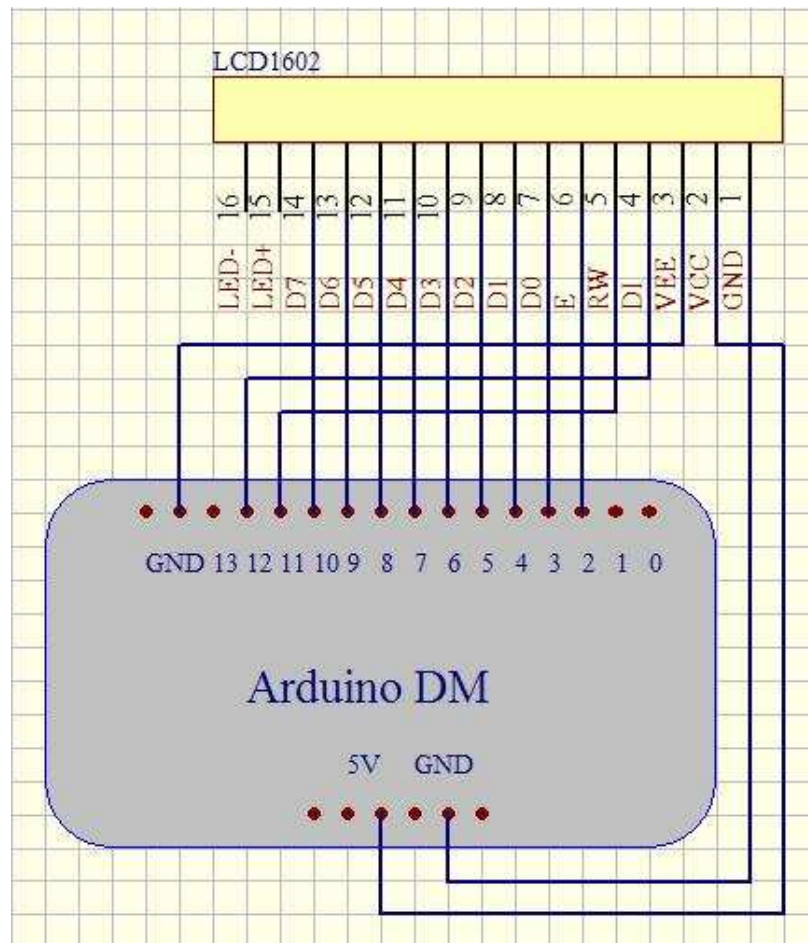 LCD1602
16 15 14 13 12 11 10 9 8 7 6 5 4 3 2 1
LED- LED+ D7 D6 D5 D4 D3 D2 D1 D0 E RW DI VEE VCC GND
GND 13 12 11 10 9 8 7 6 5 4 3 2 1 0
Arduino DM
5V GND